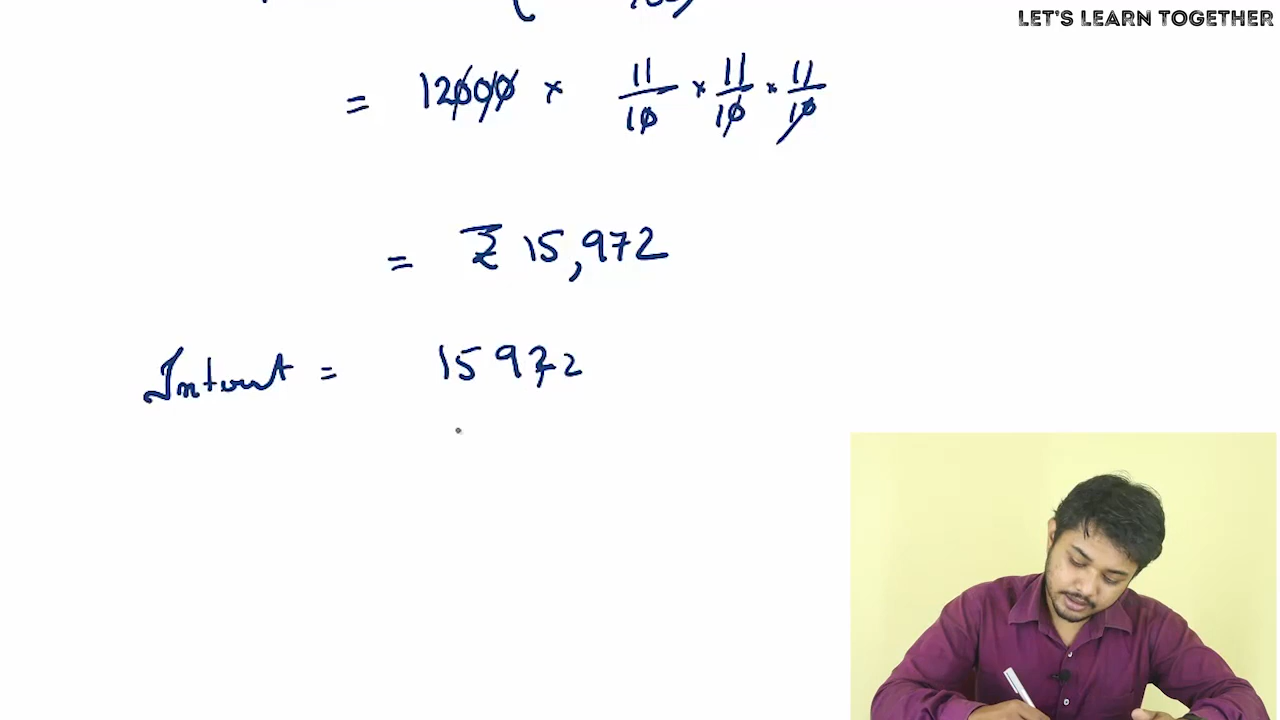 LET'S LEARN TOGETHER
= 12000 × 11/10 × 11/10 × 11/10
= ₹ 15,972
Interest = 15972